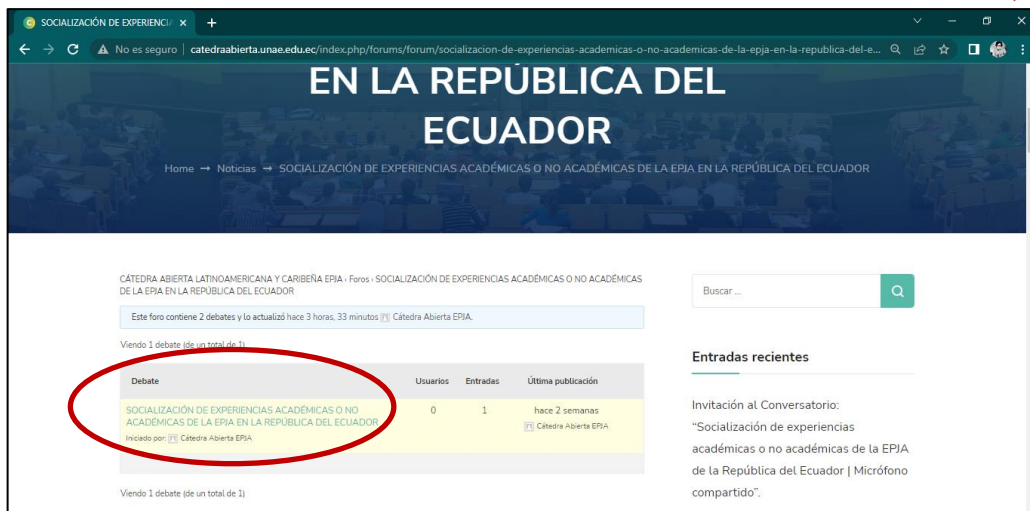 SOCIALIZACIÓN DE EXPERIENCIA
No es seguro | catedraabierta.unae.edu.ec/index.php/forums/forum/socializacion-de-experiencias-academicas-o-no-academicas-de-la-epja-en-la-republica-del-e...
EN LA REPÚBLICA DEL
ECUADOR
Home → Noticias → SOCIALIZACIÓN DE EXPERIENCIAS ACADÉMICAS O NO ACADÉMICAS DE LA EPJA EN LA REPÚBLICA DEL ECUADOR
CÁTEDRA ABIERTA LATINOAMERICANA Y CARIBEÑA EPJA › Foros › SOCIALIZACIÓN DE EXPERIENCIAS ACADÉMICAS O NO ACADÉMICAS
DE LA EPJA EN LA REPÚBLICA DEL ECUADOR
Este foro contiene 2 debates y lo actualizó hace 3 horas, 33 minutos Cátedra Abierta EPJA.
Viendo 1 debate (de un total de 1)
Debate Usuarios Entradas Última publicación
SOCIALIZACIÓN DE EXPERIENCIAS ACADÉMICAS O NO 0 1 hace 2 semanas
ACADÉMICAS DE LA EPJA EN LA REPÚBLICA DEL ECUADOR Cátedra Abierta EPJA
Iniciado por: Cátedra Abierta EPJA
Viendo 1 debate (de un total de 1)
Buscar ...
Entradas recientes
Invitación al Conversatorio:
“Socialización de experiencias
académicas o no académicas de la EPJA
de la República del Ecuador | Micrófono
compartido”.